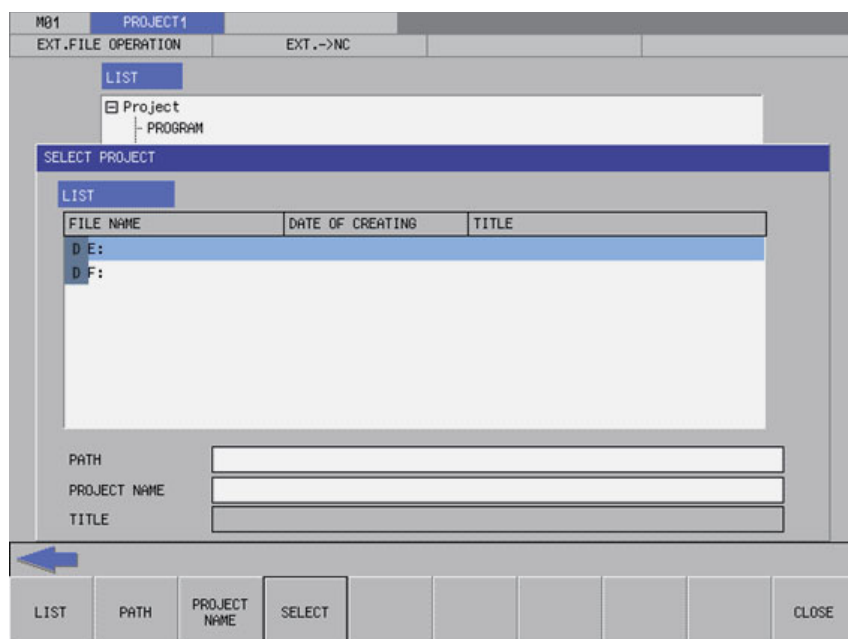 M01 PROJECT1
EXT.FILE OPERATION EXT.->NC
LIST
Project
PROGRAM
SELECT PROJECT
LIST
FILE NAME DATE OF CREATING TITLE
D E:
D F:
PATH
PROJECT NAME
TITLE
LIST PATH PROJECT NAME SELECT CLOSE